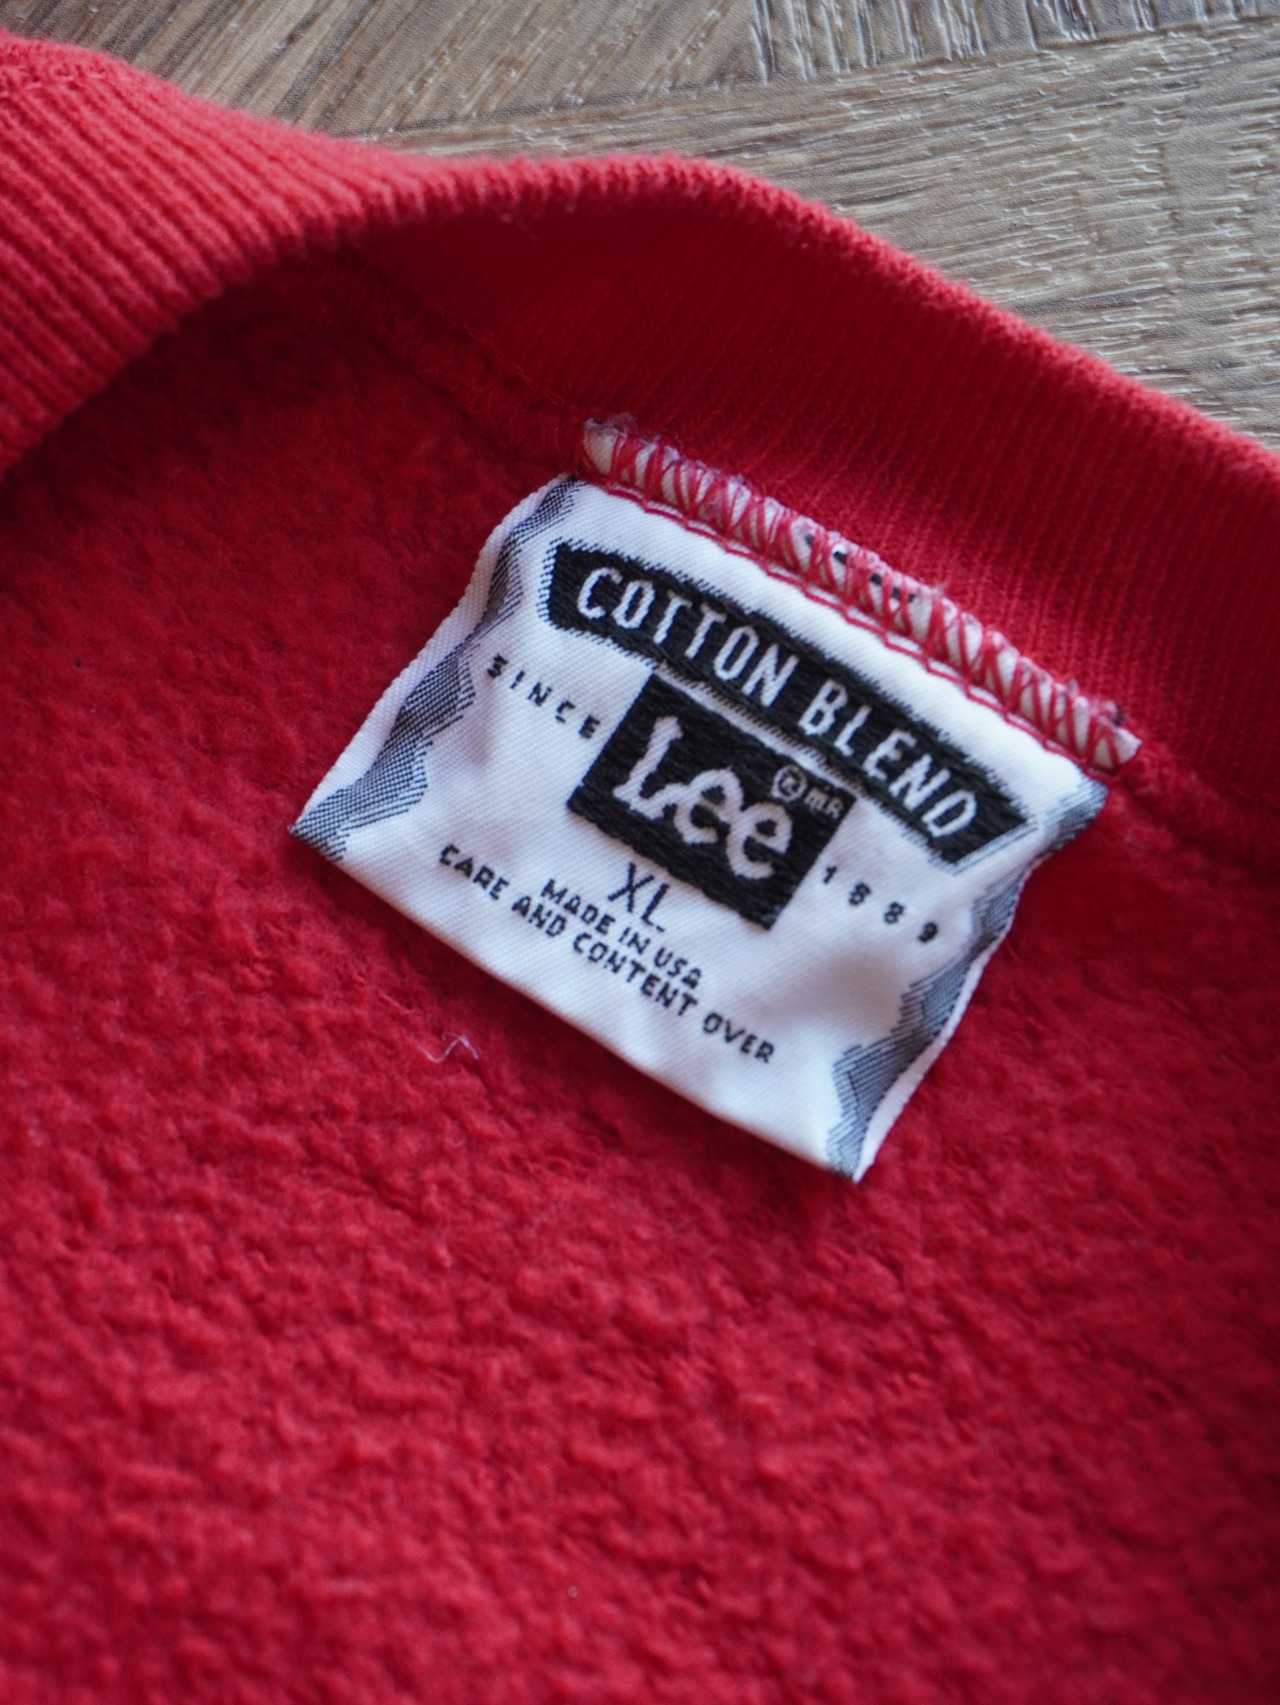 COTTON BLEND
SINCE Lee ® MR 1889
XL
MADE IN USA
CARE AND CONTENT OVER